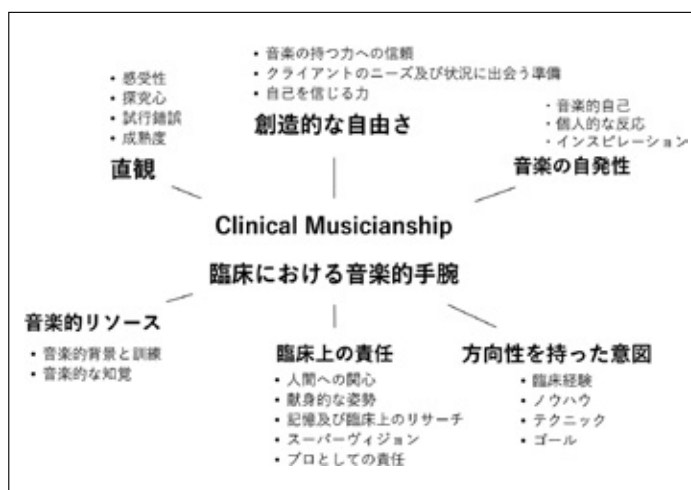 ・感受性
・探究心
・試行錯誤
・成熟度
直観
・音楽の持つ力への信頼
・クライアントのニーズ及び状況に出会う準備
・自己を信じる力
創造的な自由さ
・音楽的自己
・個人的な反応
・インスピレーション
音楽の自発性
Clinical Musicianship
臨床における音楽的手腕
音楽的リソース
・音楽的背景と訓練
・音楽的な知覚
臨床上の責任
・人間への関心
・献身的な姿勢
・記憶及び臨床上のリサーチ
・スーパーヴィジョン
・プロとしての責任
方向性を持った意図
・臨床経験
・ノウハウ
・テクニック
・ゴール